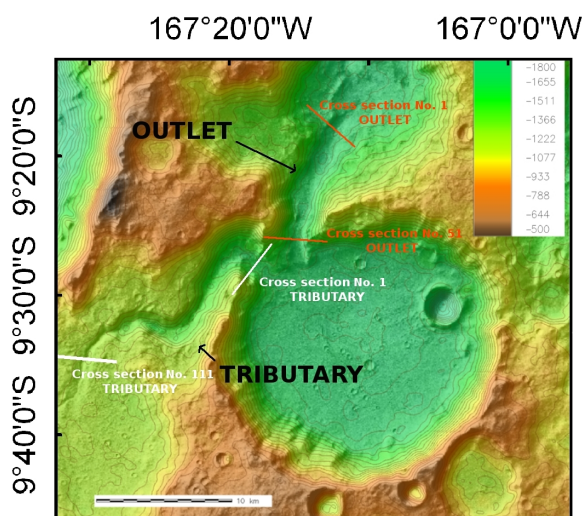 167°20'0"W
167°0'0"W
9°20'0"S
9°30'0"S
9°40'0"S
-1800
-1655
-1511
-1366
-1222
-1077
-933
-788
-644
-500
Cross section No. 1
OUTLET
OUTLET
Cross section No. 51
OUTLET
Cross section No. 1
TRIBUTARY
TRIBUTARY
Cross section No. 111
TRIBUTARY
10 km